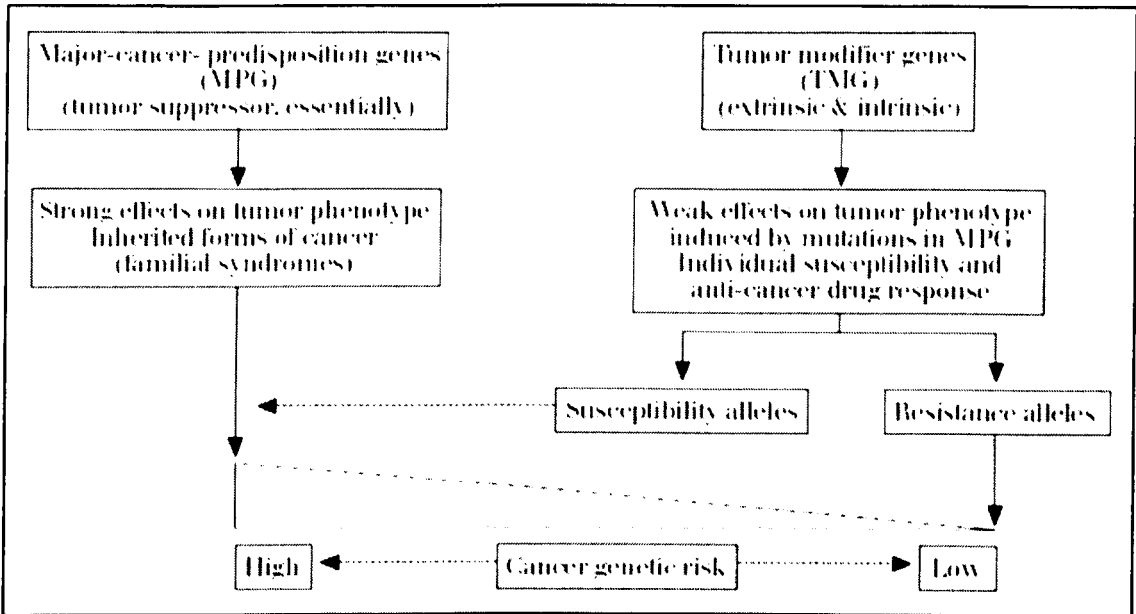 Major-cancer- predisposition genes
(MPG)
(tumor suppressor, essentially)
Tumor modifier genes
(TMG)
(extrinsic & intrinsic)
Strong effects on tumor phenotype
Inherited forms of cancer
(familial syndromes)
Weak effects on tumor phenotype
induced by mutations in MPG
Individual susceptibility and
anti-cancer drug response
Susceptibility alleles
Resistance alleles
High
Cancer genetic risk
Low